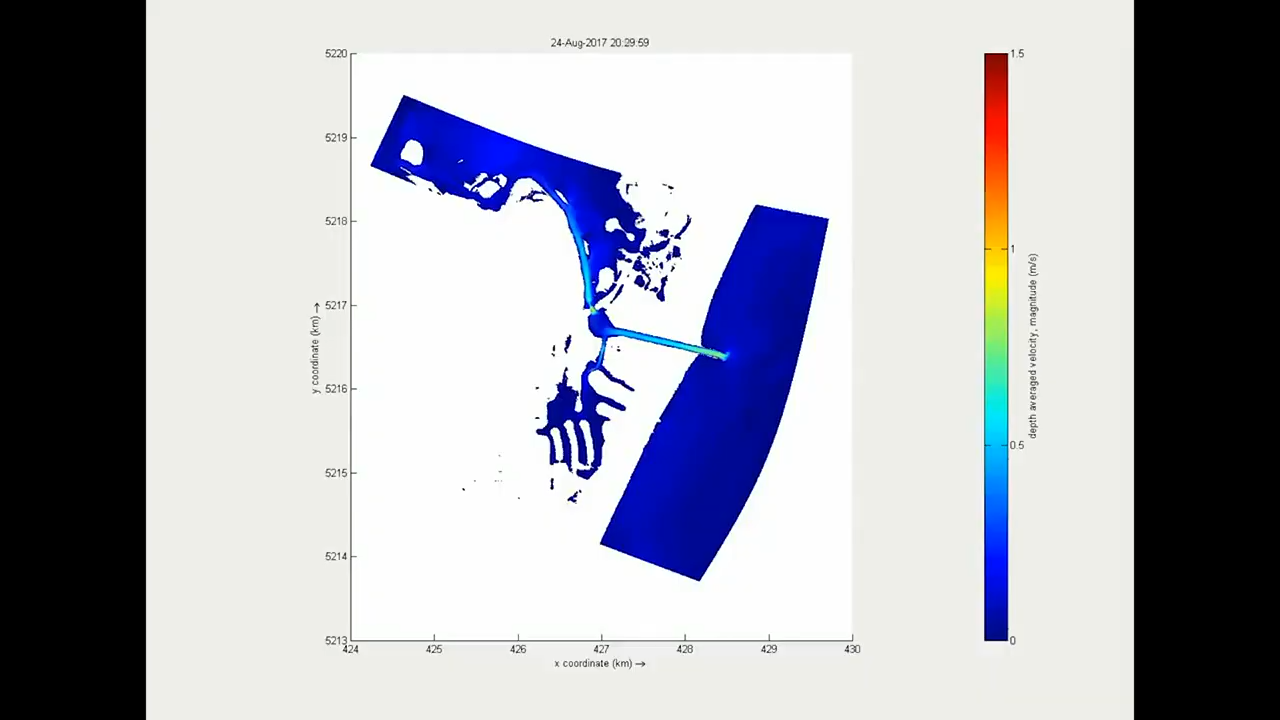 24-Aug-2017 20:29:59
5220
5219
5218
5217
5216
5215
5214
5213
424 425 426 427 428 429 430
x coordinate (km) →
y coordinate (km) →
1.5
1
0.5
0
depth averaged velocity, magnitude (m/s)